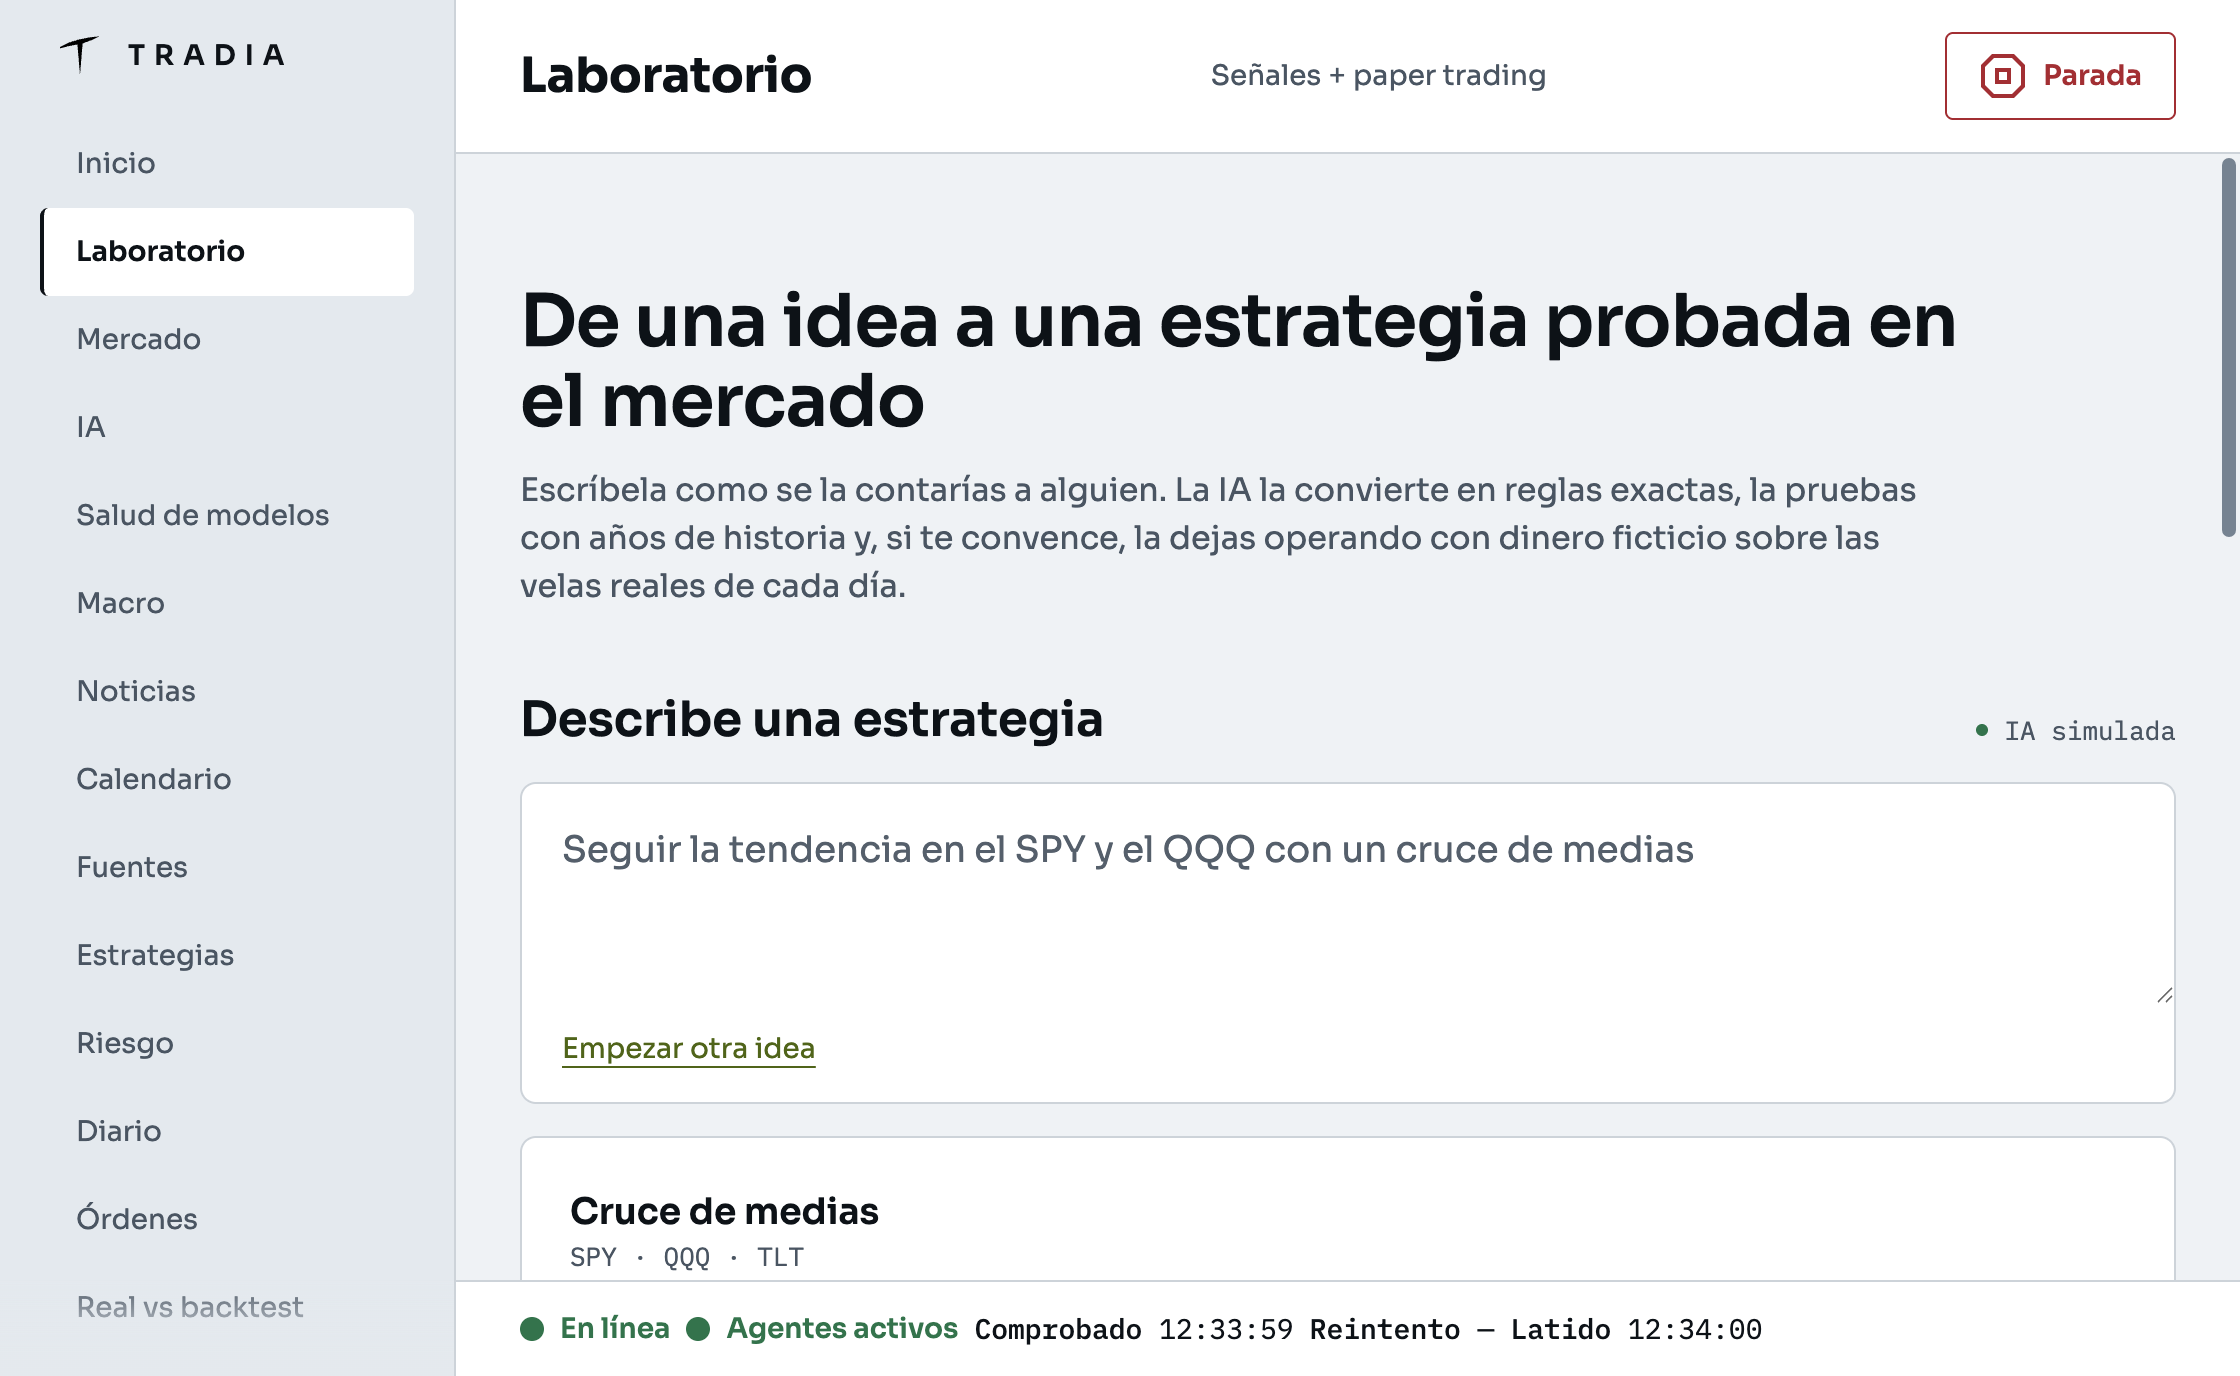 TRADIA
Inicio
Laboratorio
Mercado
IA
Salud de modelos
Macro
Noticias
Calendario
Fuentes
Estrategias
Riesgo
Diario
Órdenes
Real vs backtest
Laboratorio
Señales + paper trading
Parada
De una idea a una estrategia probada en
el mercado
Escríbela como se la contarías a alguien. La IA la convierte en reglas exactas, la pruebas
con años de historia y, si te convence, la dejas operando con dinero ficticio sobre las
velas reales de cada día.
Describe una estrategia
IA simulada
Seguir la tendencia en el SPY y el QQQ con un cruce de medias
Empezar otra idea
Cruce de medias
SPY · QQQ · TLT
En línea Agentes activos Comprobado 12:33:59 Reintento — Latido 12:34:00